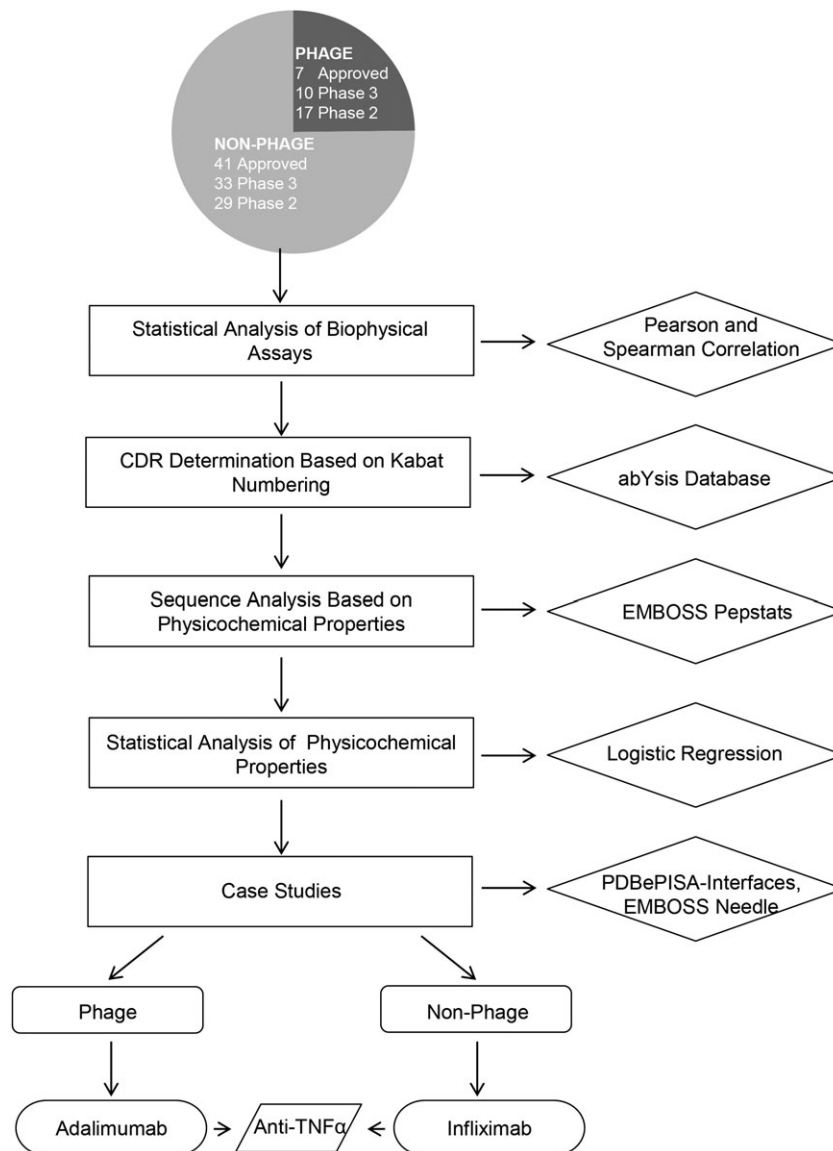 PHAGE
7 Approved
10 Phase 3
17 Phase 2
NON-PHAGE
41 Approved
33 Phase 3
29 Phase 2
Statistical Analysis of Biophysical
Assays
Pearson and
Spearman Correlation
CDR Determination Based on Kabat
Numbering
abYsis Database
Sequence Analysis Based on
Physicochemical Properties
EMBOSS Pepstats
Statistical Analysis of Physicochemical
Properties
Logistic Regression
Case Studies
PDBePISA-Interfaces,
EMBOSS Needle
Phage
Non-Phage
Adalimumab
Anti-TNFα
Infliximab